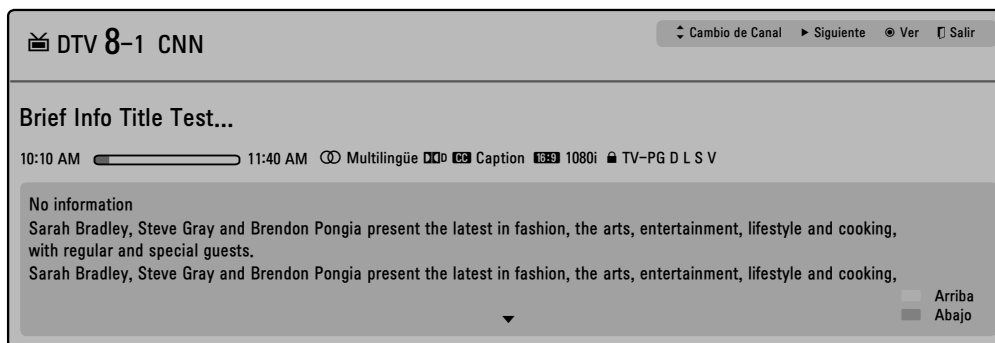 DTV 8-1 CNN
Cambio de Canal Siguiente Ver Salir
Brief Info Title Test...
10:10 AM 11:40 AM Multilingüe DD D CC Caption 16:9 1080i TV-PG D L S V
No information
Sarah Bradley, Steve Gray and Brendon Pongia present the latest in fashion, the arts, entertainment, lifestyle and cooking,
with regular and special guests.
Sarah Bradley, Steve Gray and Brendon Pongia present the latest in fashion, the arts, entertainment, lifestyle and cooking,
Arriba
Abajo